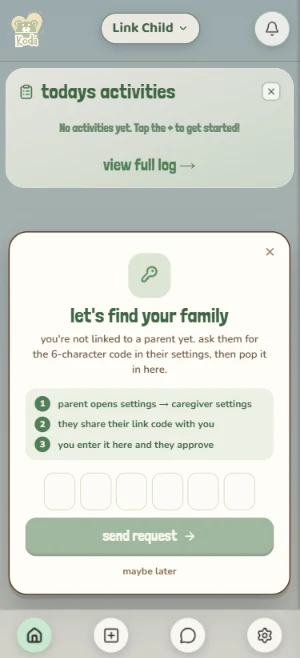 Koda
Link Child
todays activities
No activities yet. Tap the + to get started!
view full log →
let's find your family
you're not linked to a parent yet. ask them for
the 6-character code in their settings, then pop it
in here.
1 parent opens settings → caregiver settings
2 they share their link code with you
3 you enter it here and they approve
send request →
maybe later